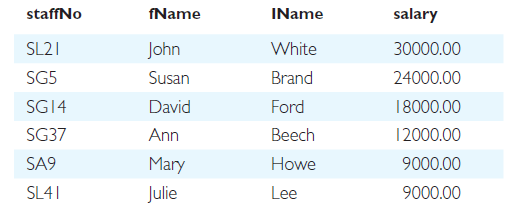 staffNo fName lName salary
SL21 John White 30000.00
SG5 Susan Brand 24000.00
SG14 David Ford 18000.00
SG37 Ann Beech 12000.00
SA9 Mary Howe 9000.00
SL41 Julie Lee 9000.00